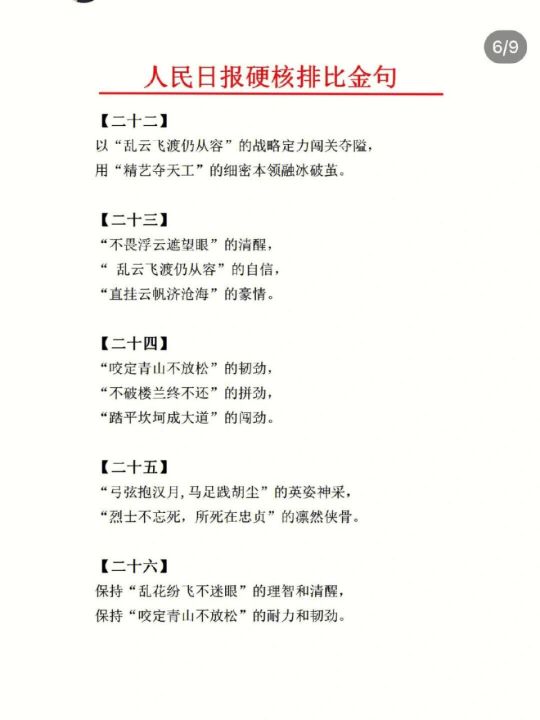 6/9
人民日报硬核排比金句
【二十二】
以“乱云飞渡仍从容”的战略定力闯关夺隘，
用“精艺夺天工”的细密本领融冰破茧。
【二十三】
“不畏浮云遮望眼”的清醒，
“ 乱云飞渡仍从容”的自信，
“直挂云帆济沧海”的豪情。
【二十四】
“咬定青山不放松”的韧劲，
“不破楼兰终不还”的拼劲，
“踏平坎坷成大道”的闯劲。
【二十五】
“弓弦抱汉月,马足践胡尘”的英姿神采，
“烈士不忘死，所死在忠贞”的凛然侠骨。
【二十六】
保持“乱花纷飞不迷眼”的理智和清醒，
保持“咬定青山不放松”的耐力和韧劲。